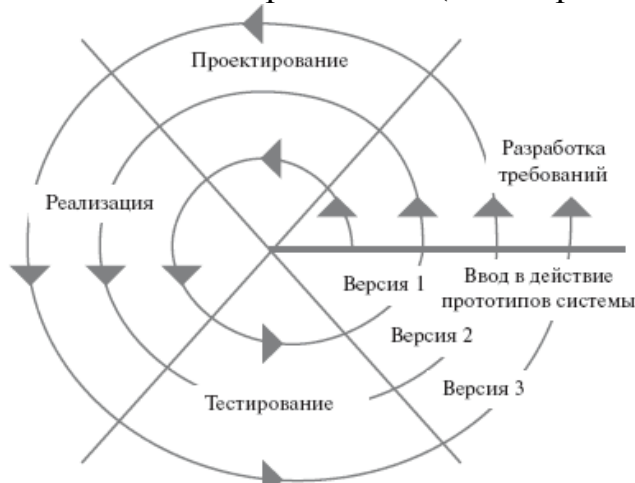 Проектирование
Разработка
требований
Реализация
Версия 1
Ввод в действие
прототипов системы
Версия 2
Версия 3
Тестирование